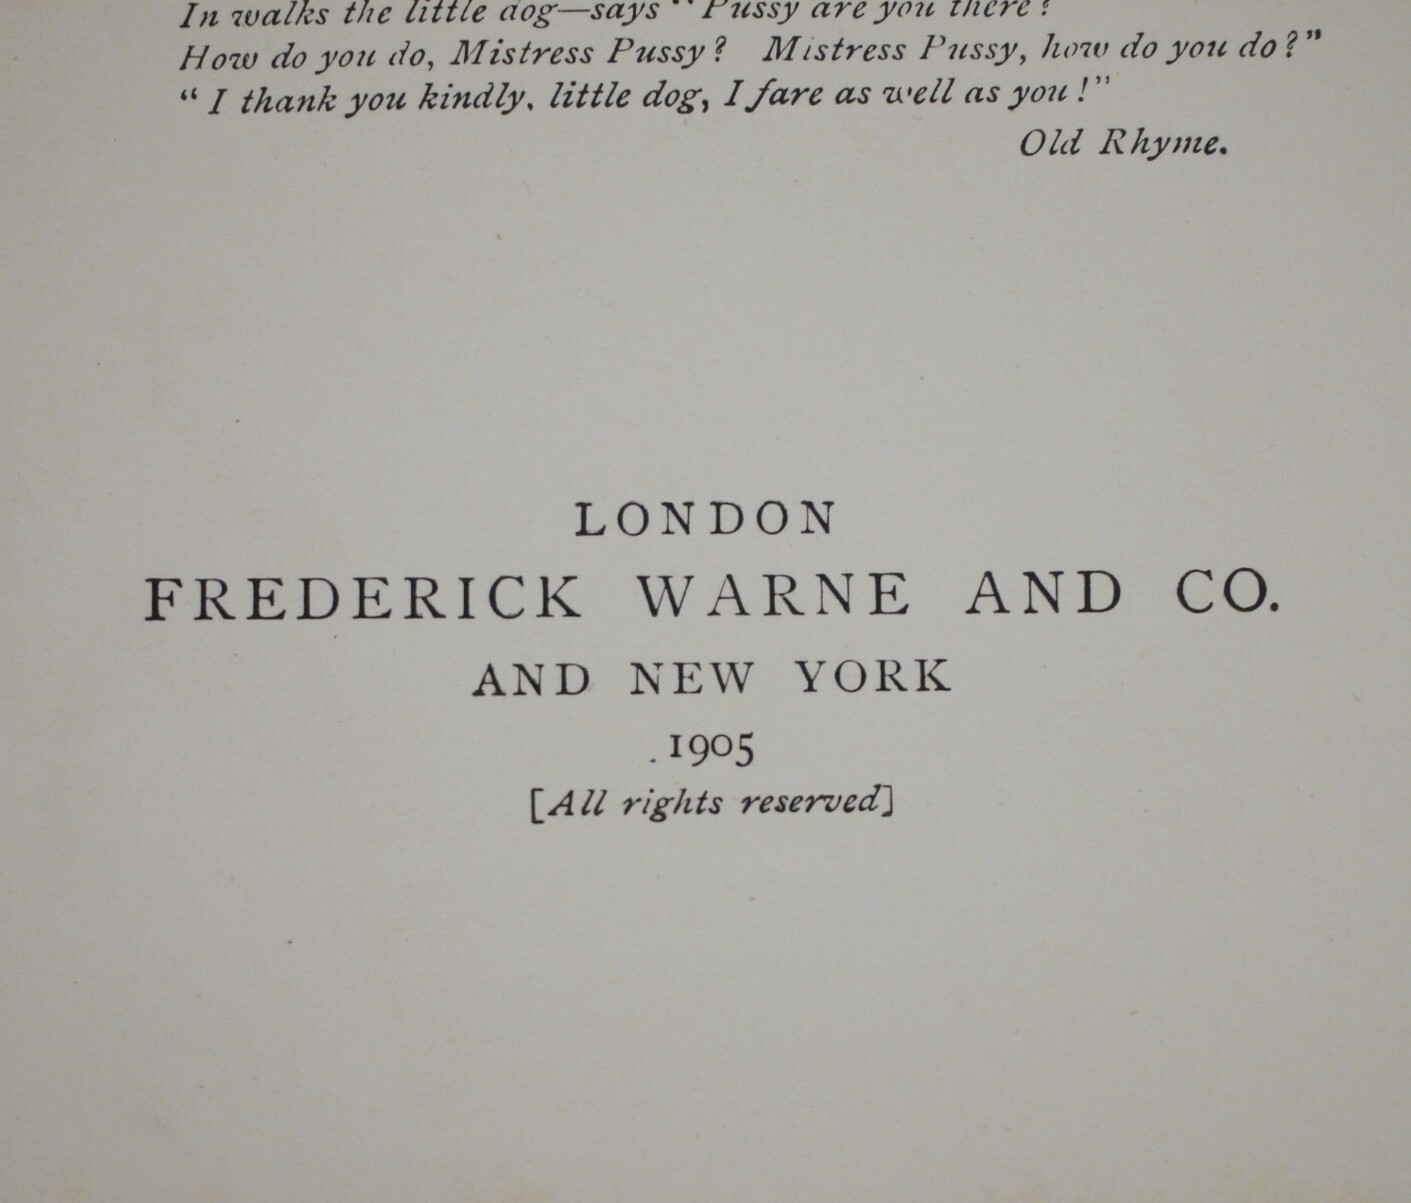 In walks the little dog—says "Pussy are you there?
How do you do, Mistress Pussy? Mistress Pussy, how do you do?"
"I thank you kindly, little dog, I fare as well as you!"
Old Rhyme.
LONDON
FREDERICK WARNE AND CO.
AND NEW YORK
1905
[All rights reserved]